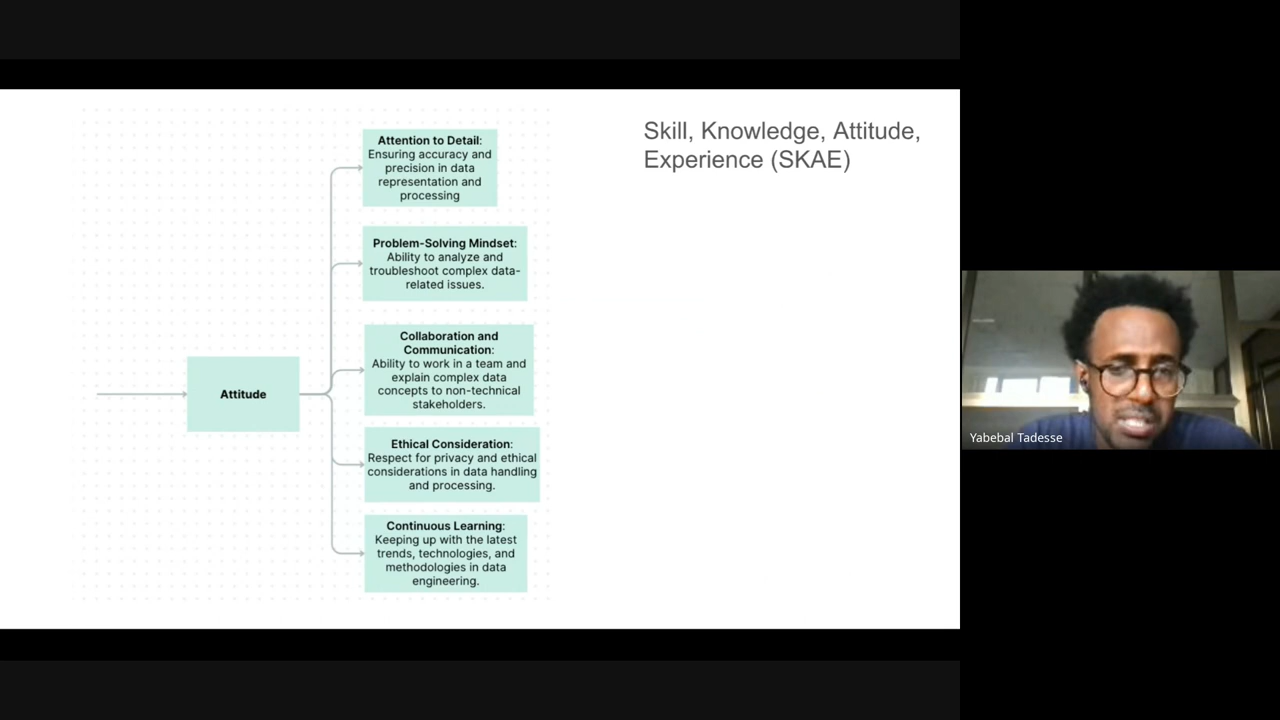 Skill, Knowledge, Attitude,
Experience (SKAE)
Attitude
Attention to Detail:
Ensuring accuracy and
precision in data
representation and
processing
Problem-Solving Mindset:
Ability to analyze and
troubleshoot complex data-
related issues.
Collaboration and
Communication:
Ability to work in a team and
explain complex data
concepts to non-technical
stakeholders.
Ethical Consideration:
Respect for privacy and ethical
considerations in data handling
and processing.
Continuous Learning:
Keeping up with the latest
trends, technologies, and
methodologies in data
engineering.
Yabebal Tadesse